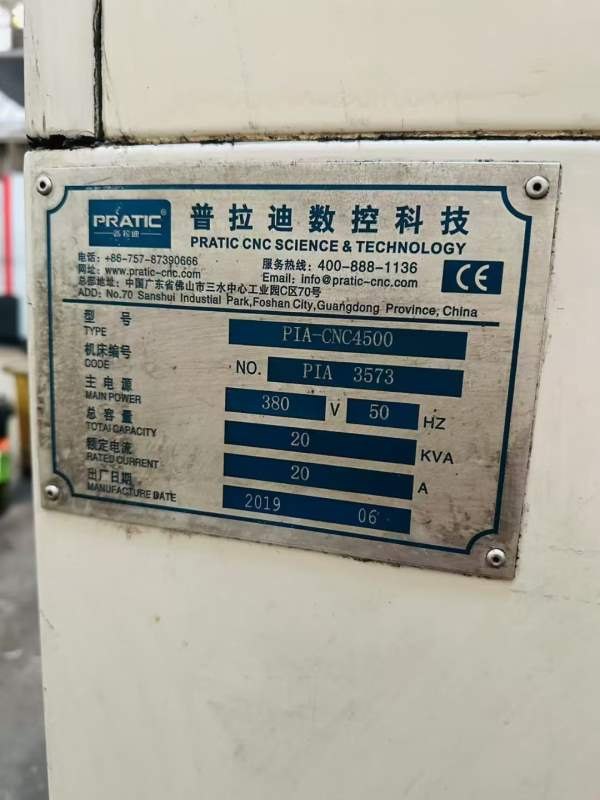 PRATIC®
普拉迪
普拉迪数控科技
PRATIC CNC SCIENCE & TECHNOLOGY
电话: +86-757-87390666 服务热线: 400-888-1136
网址: www.pratic-cnc.com Email: info@pratic-cnc.com
总部地址: 中国广东省佛山市三水中心工业园C区70号
ADD: No.70 Sanshui Industial Park,Foshan City,Guangdong Province, China
CE
型号 PIA-CNC4500
TYPE
机床编号 NO. PIA 3573
CODE
主电源 380 V 50 HZ
MAIN POWER
总容量 20 KVA
TOTAL CAPACITY
额定电流 20 A
RATED CURRENT
出厂日期 2019 06
MANUFACTURE DATE